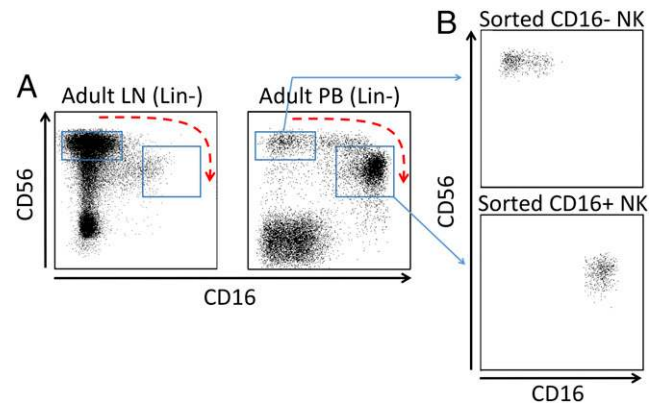 A
Adult LN (Lin-)
Adult PB (Lin-)
CD56
CD16
B
Sorted CD16- NK
Sorted CD16+ NK
CD56
CD16